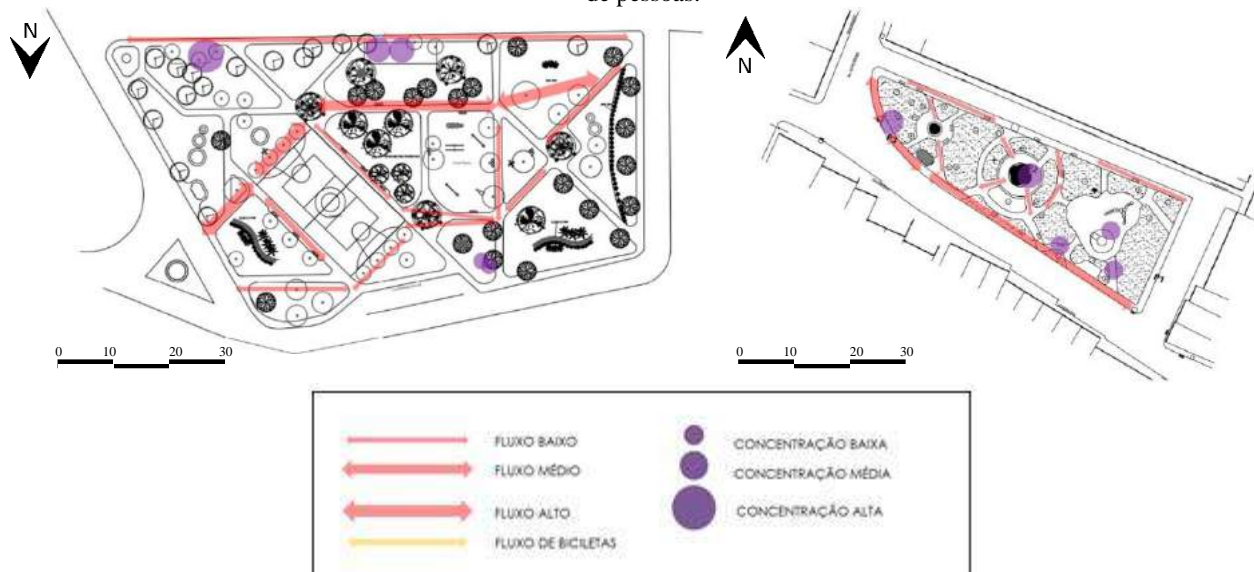 de pessoas.
N
N
0 10 20 30
0 10 20 30
FLUXO BAIXO
FLUXO MÉDIO
FLUXO ALTO
FLUXO DE BICILETAS
CONCENTRAÇÃO BAIXA
CONCENTRAÇÃO MÉDIA
CONCENTRAÇÃO ALTA